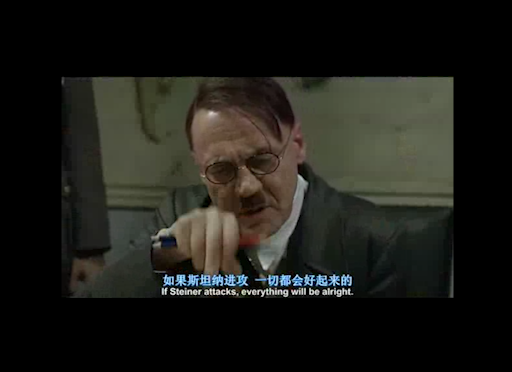 如果斯坦纳进攻 一切都会好起来的
If Steiner attacks, everything will be alright.